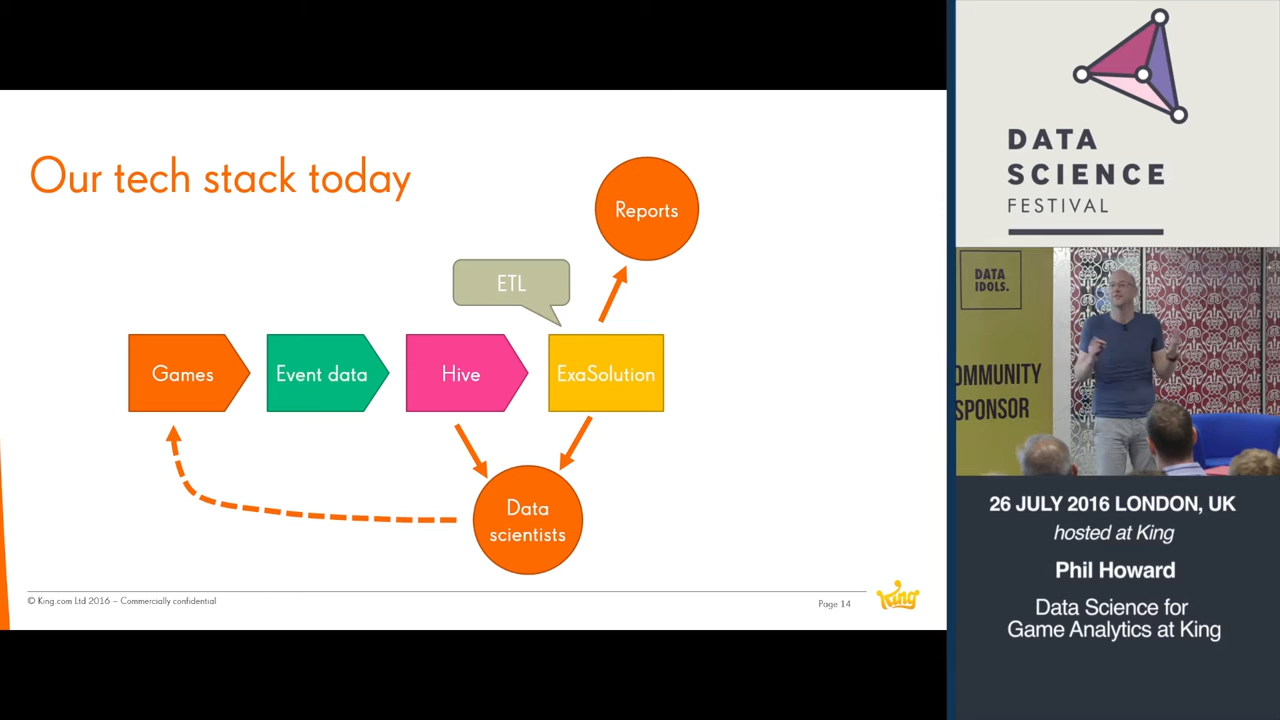 Our tech stack today
Reports
ETL
Games
Event data
Hive
ExaSolution
Data
scientists
© King.com Ltd 2016 – Commercially confidential
Page 14
King
DATA
SCIENCE
FESTIVAL
DATA
IDOLS.
OMMUNITY
SPONSOR
26 JULY 2016 LONDON, UK
hosted at King
Phil Howard
Data Science for
Game Analytics at King